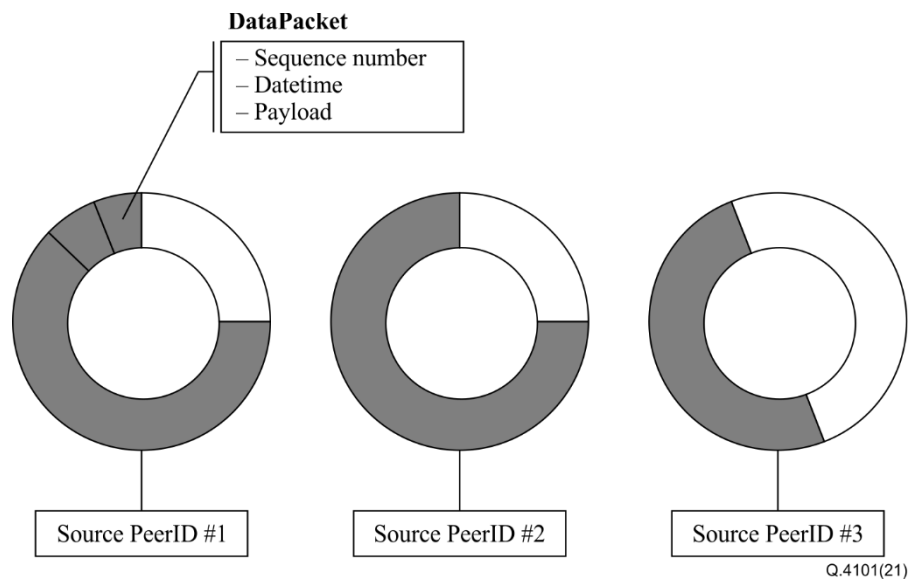 DataPacket
– Sequence number
– Datetime
– Payload
Source PeerID #1
Source PeerID #2
Source PeerID #3
Q.4101(21)